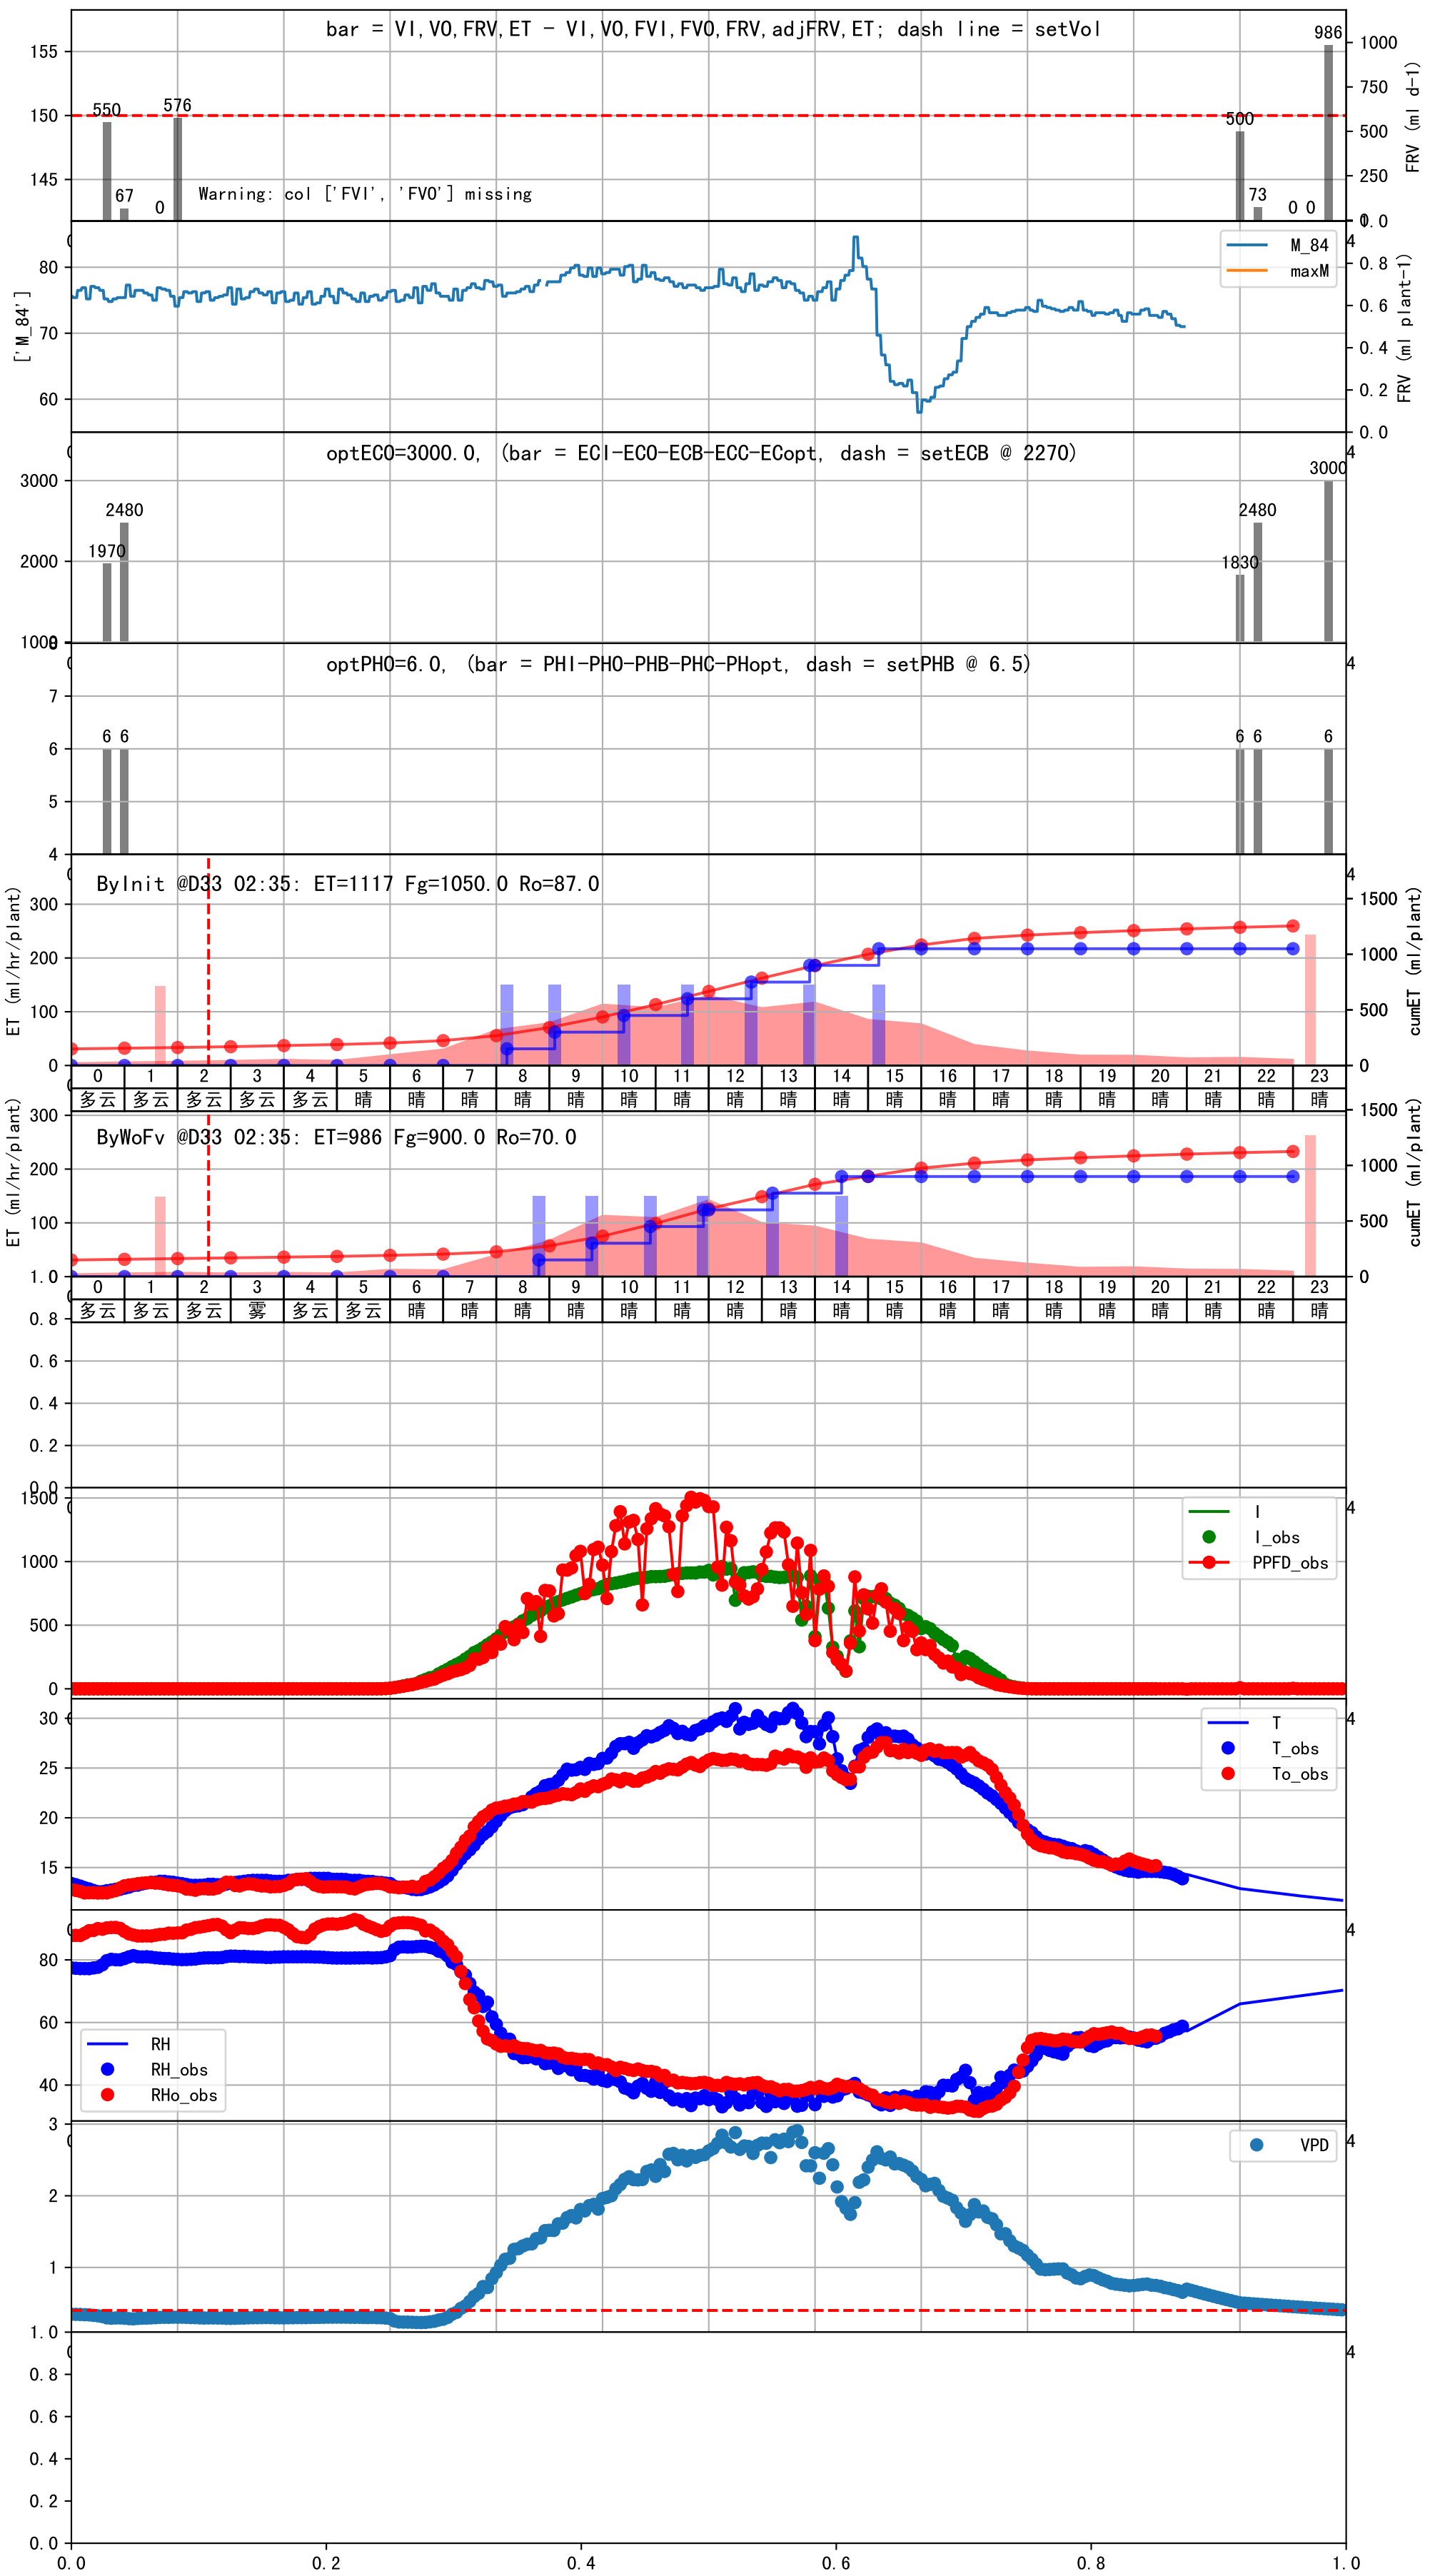 bar = VI,VO,FRV,ET - VI,VO,FVI,FVO,FRV,adjFRV,ET; dash line = setVol
986
155
1000
750
550
576
150
500
500
FRV (ml d-1)
145
67
0
Warning: col ['FVI', 'FVO'] missing
73
0 0
250
0.0
4
M_84
maxM
80
70
60
['M_84']
0.8
0.6
0.4
0.2
0.0
FRV (ml plant-1)
optECO=3000.0, (bar = ECI-ECO-ECB-ECC-ECopt, dash = setECB @ 2270)
4
3000
3000
2480
2480
1970
2000
1830
optPHO=6.0, (bar = PHI-PHO-PHB-PHC-PHopt, dash = setPHB @ 6.5)
4
7
6
6 6
6 6
6
5
4
ByInit @D33 02:35: ET=1117 Fg=1050.0 Ro=87.0
4
300
200
100
0
ET (ml/hr/plant)
1500
1000
500
0
cumET (ml/plant)
0 1 2 3 4 5 6 7 8 9 10 11 12 13 14 15 16 17 18 19 20 21 22 23
多云 多云 多云 多云 多云 晴 晴 晴 晴 晴 晴 晴 晴 晴 晴 晴 晴 晴 晴 晴 晴 晴 晴 晴
ByWoFv @D33 02:35: ET=986 Fg=900.0 Ro=70.0
300
200
100
ET (ml/hr/plant)
1500
1000
500
0
cumET (ml/plant)
1.0
0 1 2 3 4 5 6 7 8 9 10 11 12 13 14 15 16 17 18 19 20 21 22 23
多云 多云 多云 雾 多云 多云 晴 晴 晴 晴 晴 晴 晴 晴 晴 晴 晴 晴 晴 晴 晴 晴 晴 晴
0.8
0.6
0.4
0.2
0.0
1500
1000
500
0
4
I
I_obs
PPFD_obs
30
25
20
15
4
T
T_obs
To_obs
80
60
40
4
RH
RH_obs
RHo_obs
3
2
1
4
VPD
1.0
0.8
0.6
0.4
0.2
0.0
4
0.0 0.2 0.4 0.6 0.8 1.0